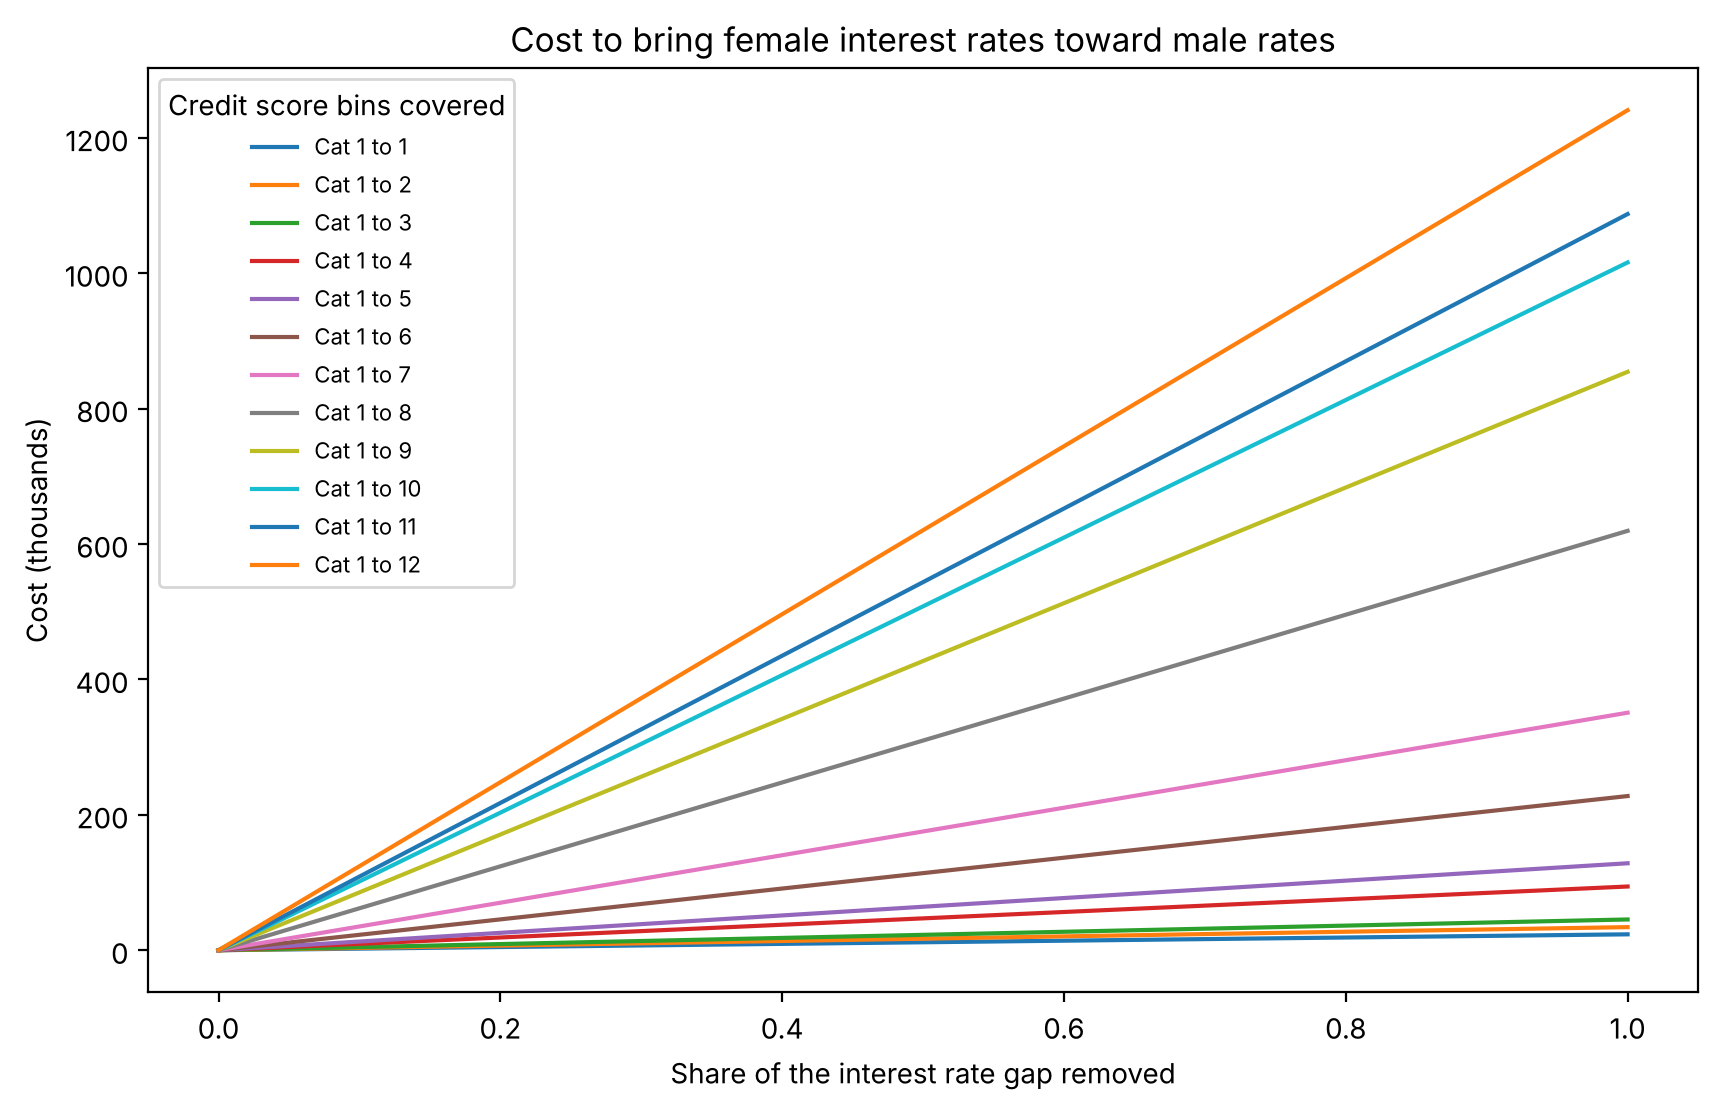 Cost to bring female interest rates toward male rates
Credit score bins covered
Cat 1 to 1
Cat 1 to 2
Cat 1 to 3
Cat 1 to 4
Cat 1 to 5
Cat 1 to 6
Cat 1 to 7
Cat 1 to 8
Cat 1 to 9
Cat 1 to 10
Cat 1 to 11
Cat 1 to 12
Cost (thousands)
1200
1000
800
600
400
200
0
0.0 0.2 0.4 0.6 0.8 1.0
Share of the interest rate gap removed